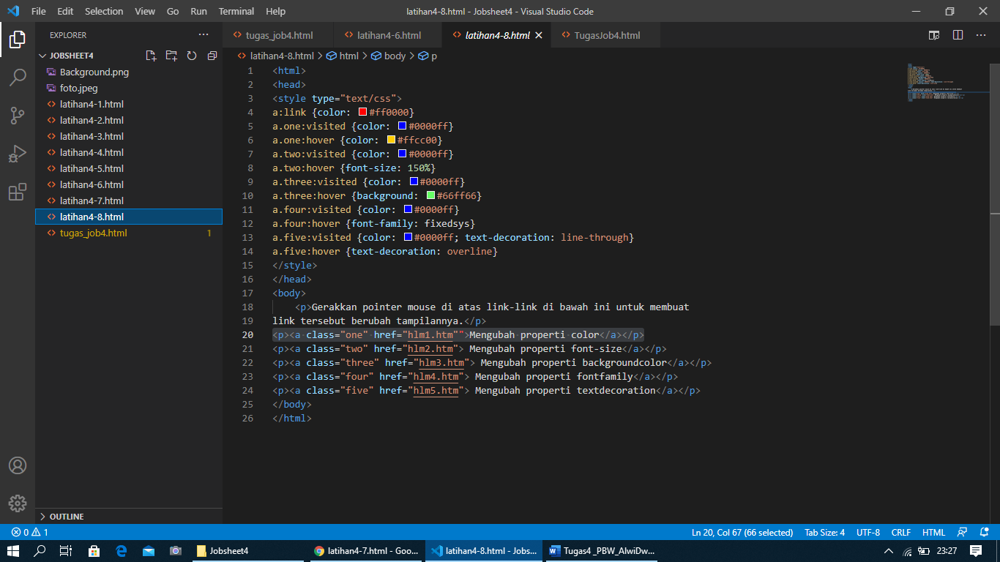 File Edit Selection View Go Run Terminal Help latihan4-8.html - Jobsheet4 - Visual Studio Code
EXPLORER
JOBSHEET4
Background.png
foto.jpeg
latihan4-1.html
latihan4-2.html
latihan4-3.html
latihan4-4.html
latihan4-5.html
latihan4-6.html
latihan4-7.html
latihan4-8.html
tugas_job4.html 1
OUTLINE
tugas_job4.html latihan4-6.html latihan4-8.html TugasJob4.html
latihan4-8.html > html > body > p
1 <html>
2 <head>
3 <style type="text/css">
4 a:link {color: #ff0000}
5 a.one:visited {color: #0000ff}
6 a.one:hover {color: #ffcc00}
7 a.two:visited {color: #0000ff}
8 a.two:hover {font-size: 150%}
9 a.three:visited {color: #0000ff}
10 a.three:hover {background: #66ff66}
11 a.four:visited {color: #0000ff}
12 a.four:hover {font-family: fixedsys}
13 a.five:visited {color: #0000ff; text-decoration: line-through}
14 a.five:hover {text-decoration: overline}
15 </style>
16 </head>
17 <body>
18 <p>Gerakkan pointer mouse di atas link-link di bawah ini untuk membuat
19 link tersebut berubah tampilannya.</p>
20 <p><a class="one" href="hlm1.htm"">Mengubah properti color</a></p>
21 <p><a class="two" href="hlm2.htm"> Mengubah properti font-size</a></p>
22 <p><a class="three" href="hlm3.htm"> Mengubah properti backgroundcolor</a></p>
23 <p><a class="four" href="hlm4.htm"> Mengubah properti fontfamily</a></p>
24 <p><a class="five" href="hlm5.htm"> Mengubah properti textdecoration</a></p>
25 </body>
26 </html>
0 1 Ln 20, Col 67 (66 selected) Tab Size: 4 UTF-8 CRLF HTML
Jobsheet4 latihan4-7.html - Goo... latihan4-8.html - Jobs... Tugas4 _PBW_AlwiDw... 23:27